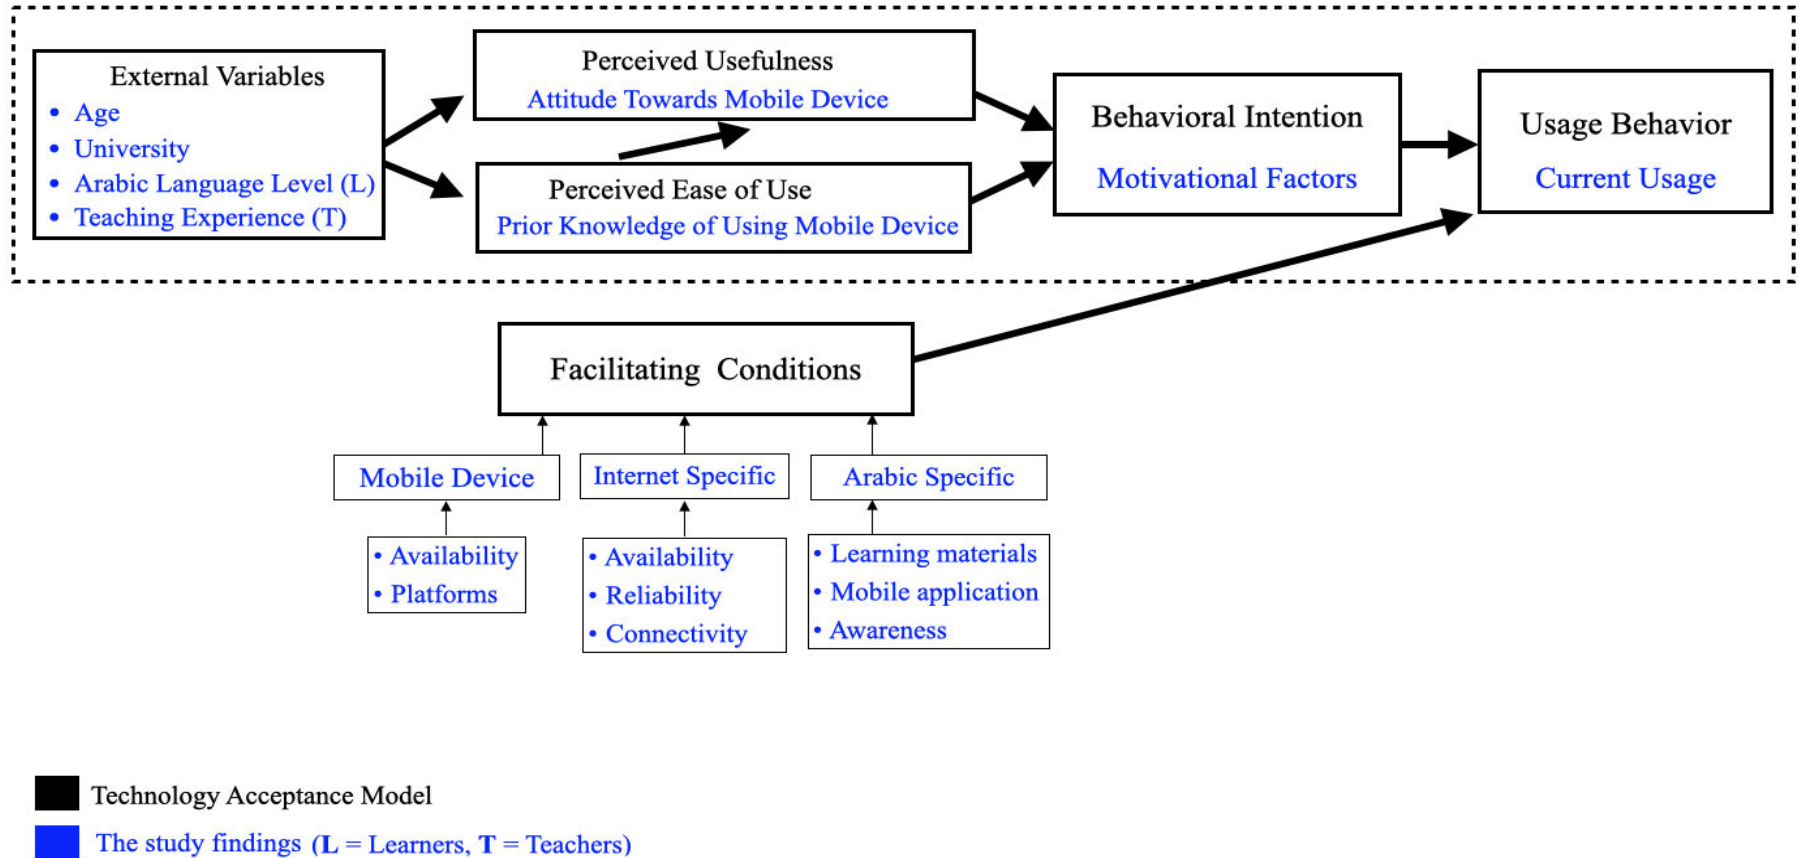 External Variables
• Age
• University
• Arabic Language Level (L)
• Teaching Experience (T)
Perceived Usefulness
Attitude Towards Mobile Device
Perceived Ease of Use
Prior Knowledge of Using Mobile Device
Behavioral Intention
Motivational Factors
Usage Behavior
Current Usage
Facilitating Conditions
Mobile Device
• Availability
• Platforms
Internet Specific
• Availability
• Reliability
• Connectivity
Arabic Specific
• Learning materials
• Mobile application
• Awareness
Technology Acceptance Model
The study findings (L = Learners, T = Teachers)